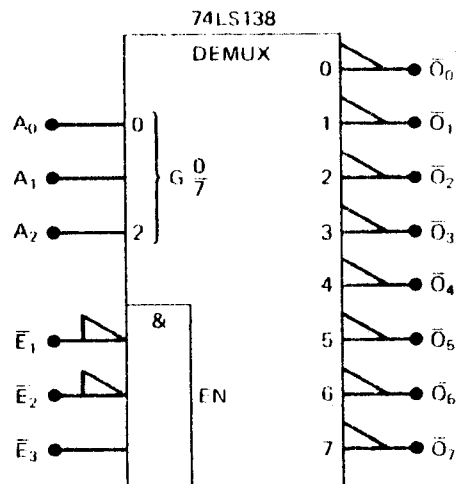 74LS138
DEMUX
0 Ō₀
A₀ 0 1 Ō₁
A₁ G 0/7 2 Ō₂
A₂ 2 3 Ō₃
4 Ō₄
&
Ē₁ 5 Ō₅
Ē₂ EN 6 Ō₆
Ē₃ 7 Ō₇